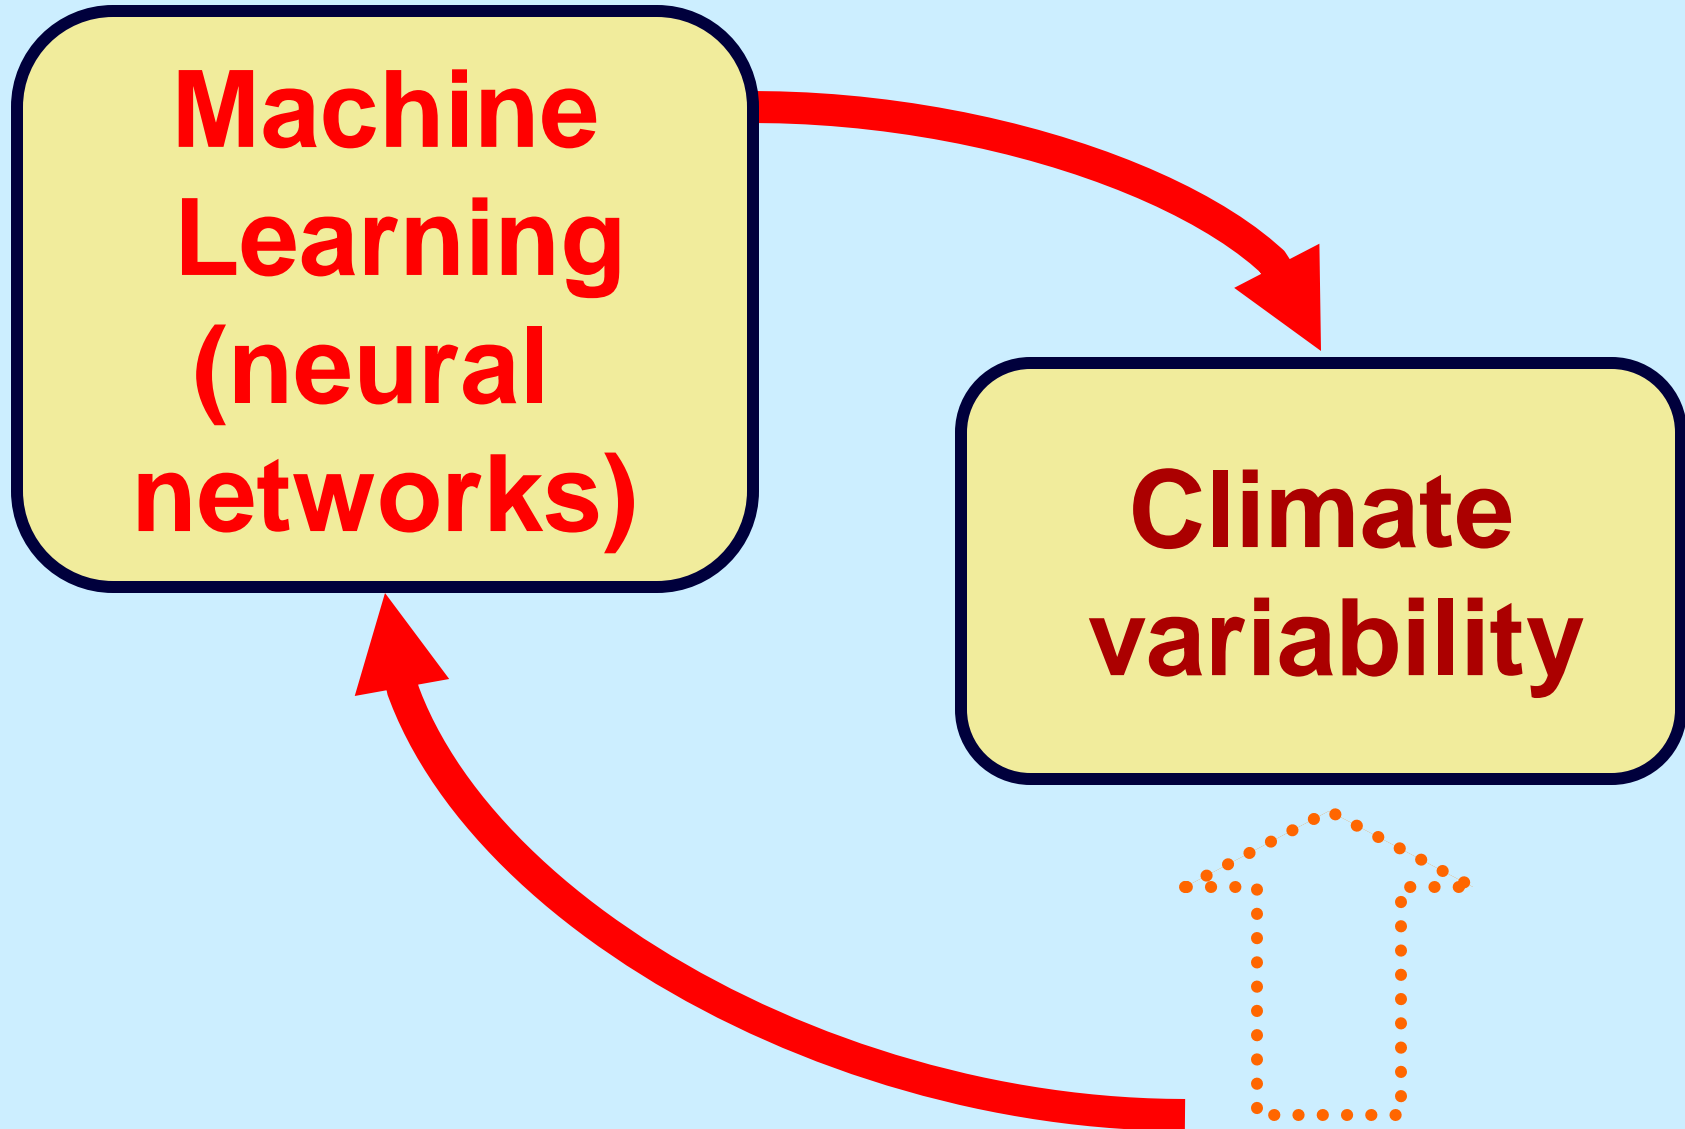 Machine
Learning
(neural
networks)
Climate
variability